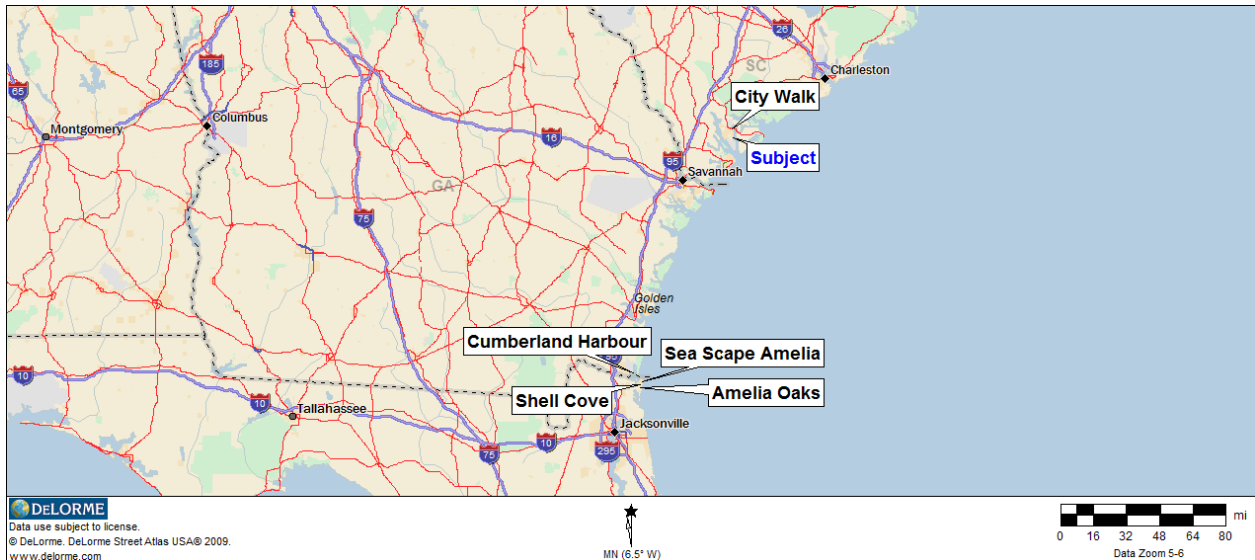 26
SC
Charleston
185
65
City Walk
Columbus
Montgomery
16
Subject
95
Savannah
GA
75
Golden
Isles
Cumberland Harbour
Sea Scape Amelia
95
10
Shell Cove
Amelia Oaks
10
Tallahassee
Jacksonville
10
75
295
DELORME
Data use subject to license.
© DeLorme. DeLorme Street Atlas USA® 2009.
www.delorme.com
MN (6.5° W)
mi
0 16 32 48 64 80
Data Zoom 5-6